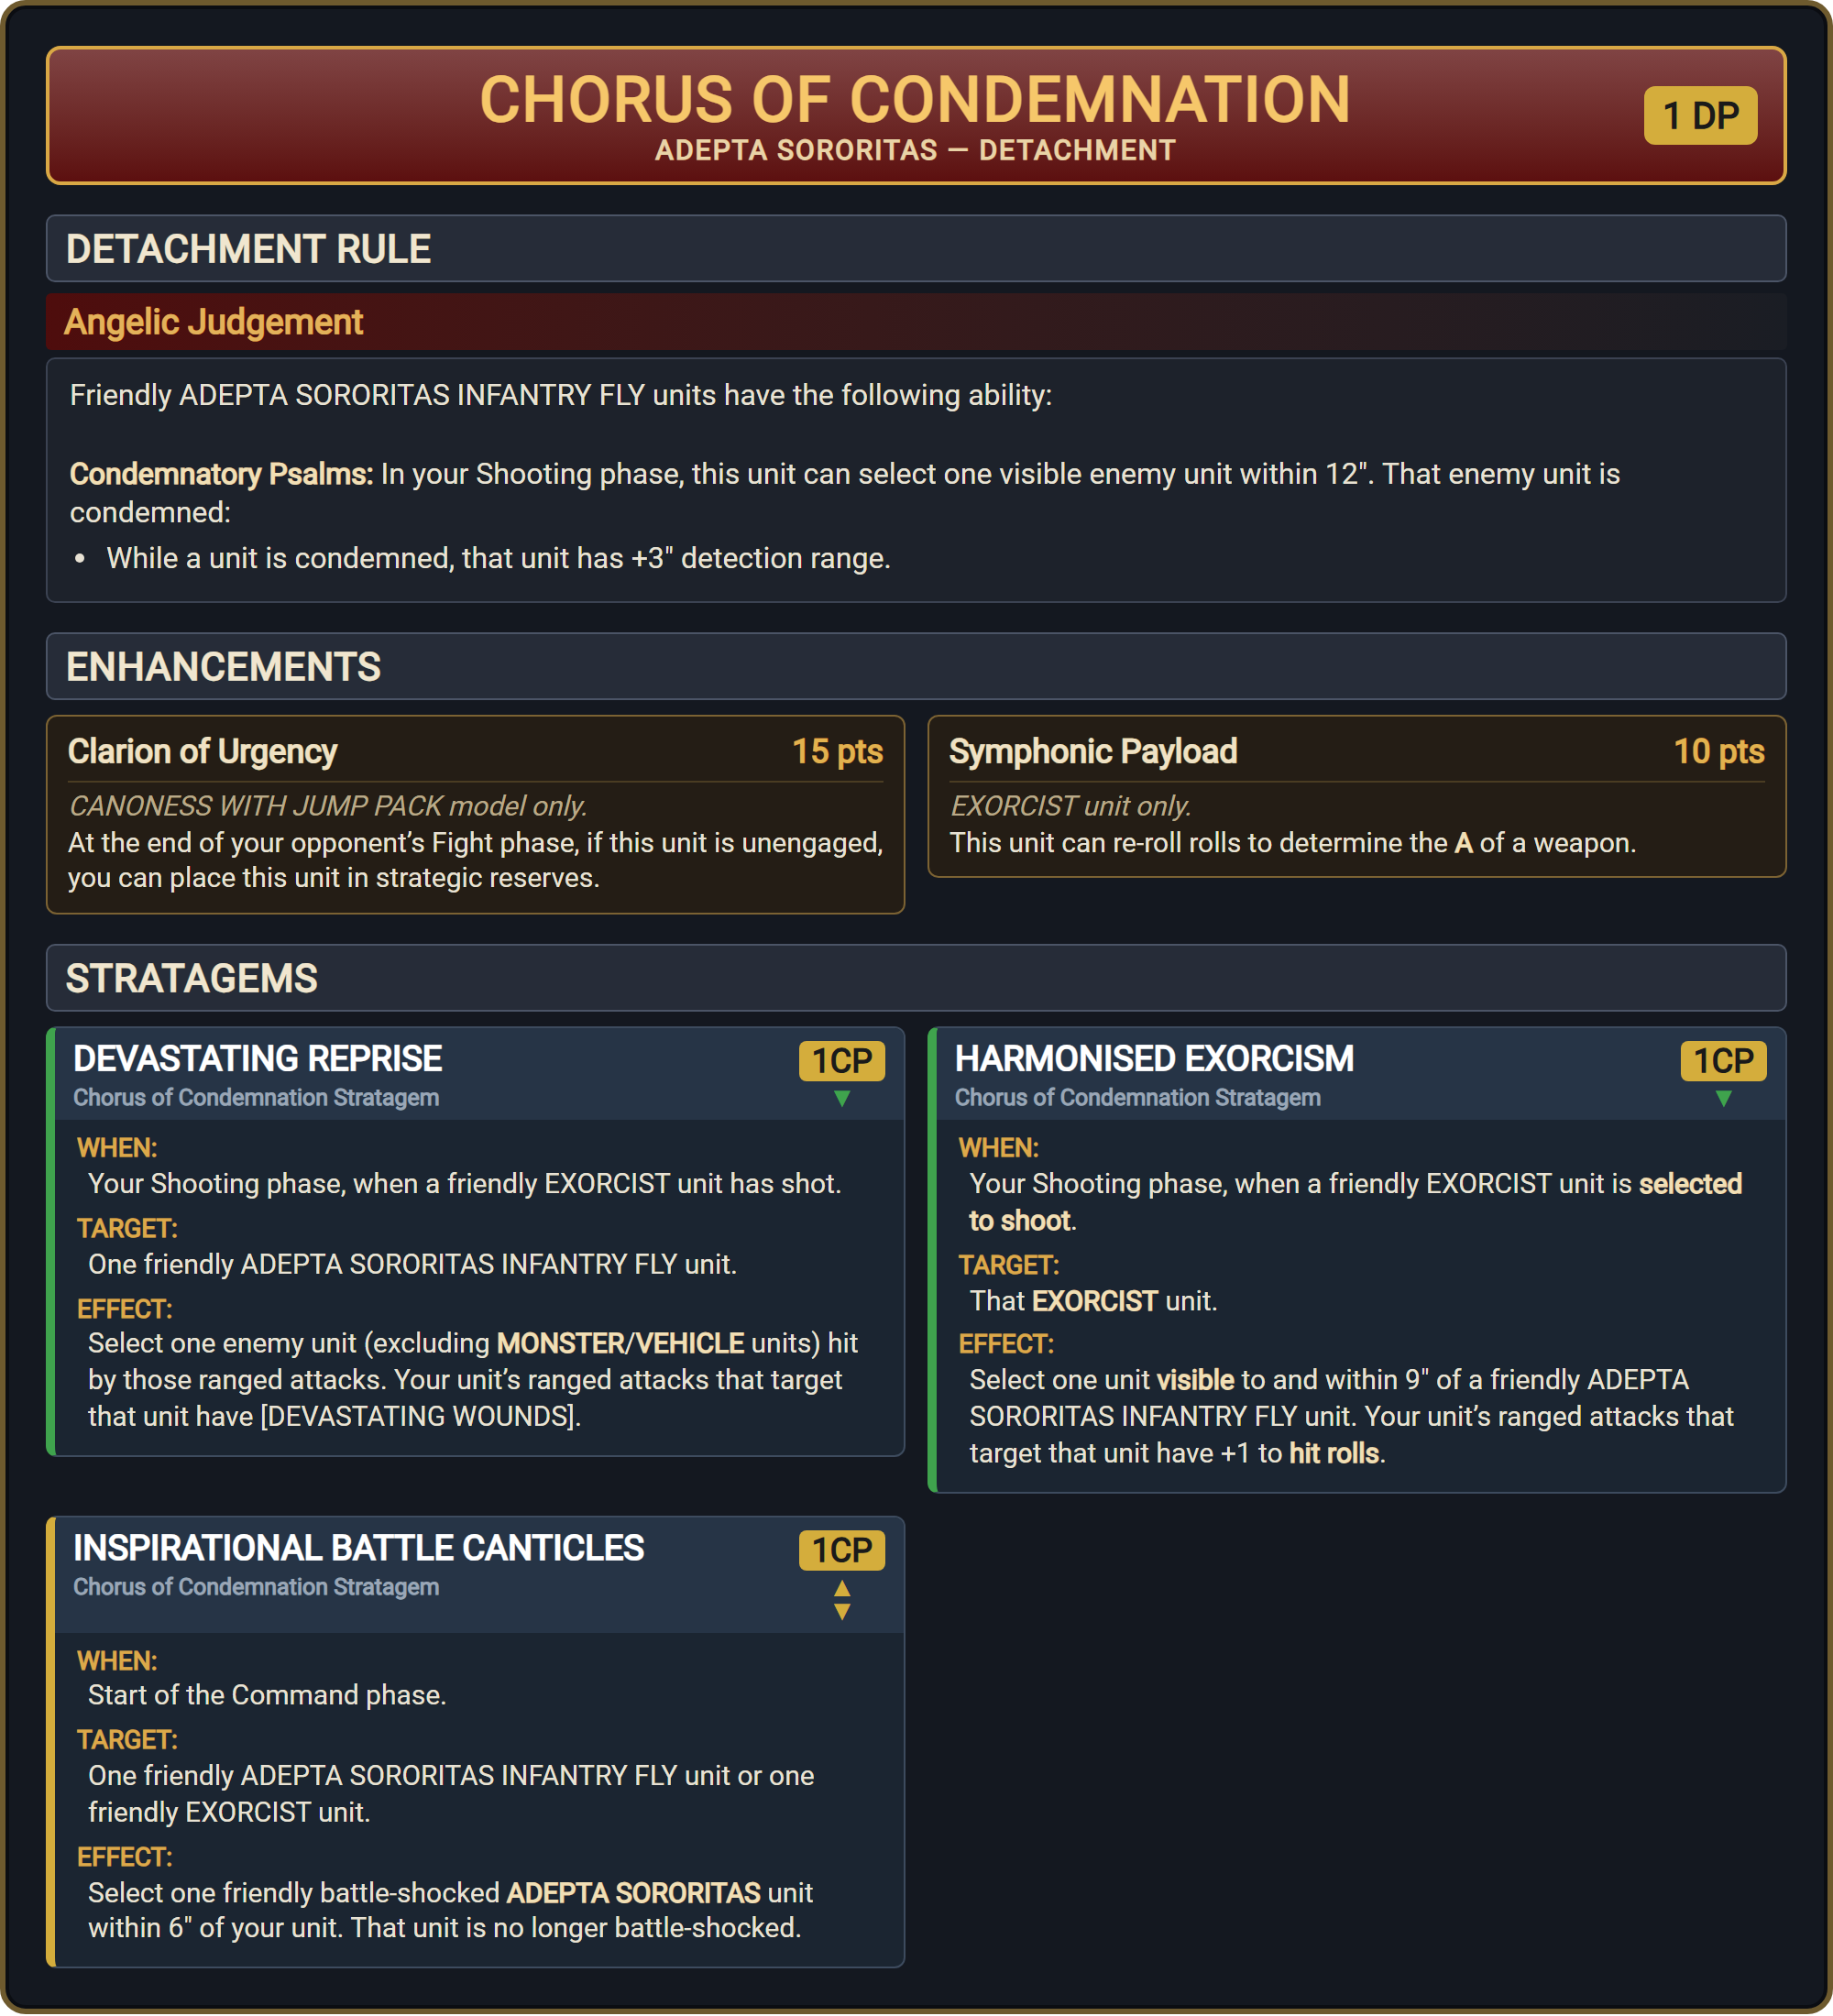 CHORUS OF CONDEMNATION
ADEPTA SORORITAS — DETACHMENT
1 DP
DETACHMENT RULE
Angelic Judgement
Friendly ADEPTA SORORITAS INFANTRY FLY units have the following ability:
Condemnatory Psalms: In your Shooting phase, this unit can select one visible enemy unit within 12". That enemy unit is
condemned:
• While a unit is condemned, that unit has +3" detection range.
ENHANCEMENTS
Clarion of Urgency 15 pts
CANONESS WITH JUMP PACK model only.
At the end of your opponent’s Fight phase, if this unit is unengaged,
you can place this unit in strategic reserves.
Symphonic Payload 10 pts
EXORCIST unit only.
This unit can re-roll rolls to determine the A of a weapon.
STRATAGEMS
DEVASTATING REPRISE 1CP
Chorus of Condemnation Stratagem ▼
WHEN:
Your Shooting phase, when a friendly EXORCIST unit has shot.
TARGET:
One friendly ADEPTA SORORITAS INFANTRY FLY unit.
EFFECT:
Select one enemy unit (excluding MONSTER/VEHICLE units) hit
by those ranged attacks. Your unit’s ranged attacks that target
that unit have [DEVASTATING WOUNDS].
HARMONISED EXORCISM 1CP
Chorus of Condemnation Stratagem ▼
WHEN:
Your Shooting phase, when a friendly EXORCIST unit is selected
to shoot.
TARGET:
That EXORCIST unit.
EFFECT:
Select one unit visible to and within 9" of a friendly ADEPTA
SORORITAS INFANTRY FLY unit. Your unit’s ranged attacks that
target that unit have +1 to hit rolls.
INSPIRATIONAL BATTLE CANTICLES 1CP
Chorus of Condemnation Stratagem ▲
▼
WHEN:
Start of the Command phase.
TARGET:
One friendly ADEPTA SORORITAS INFANTRY FLY unit or one
friendly EXORCIST unit.
EFFECT:
Select one friendly battle-shocked ADEPTA SORORITAS unit
within 6" of your unit. That unit is no longer battle-shocked.